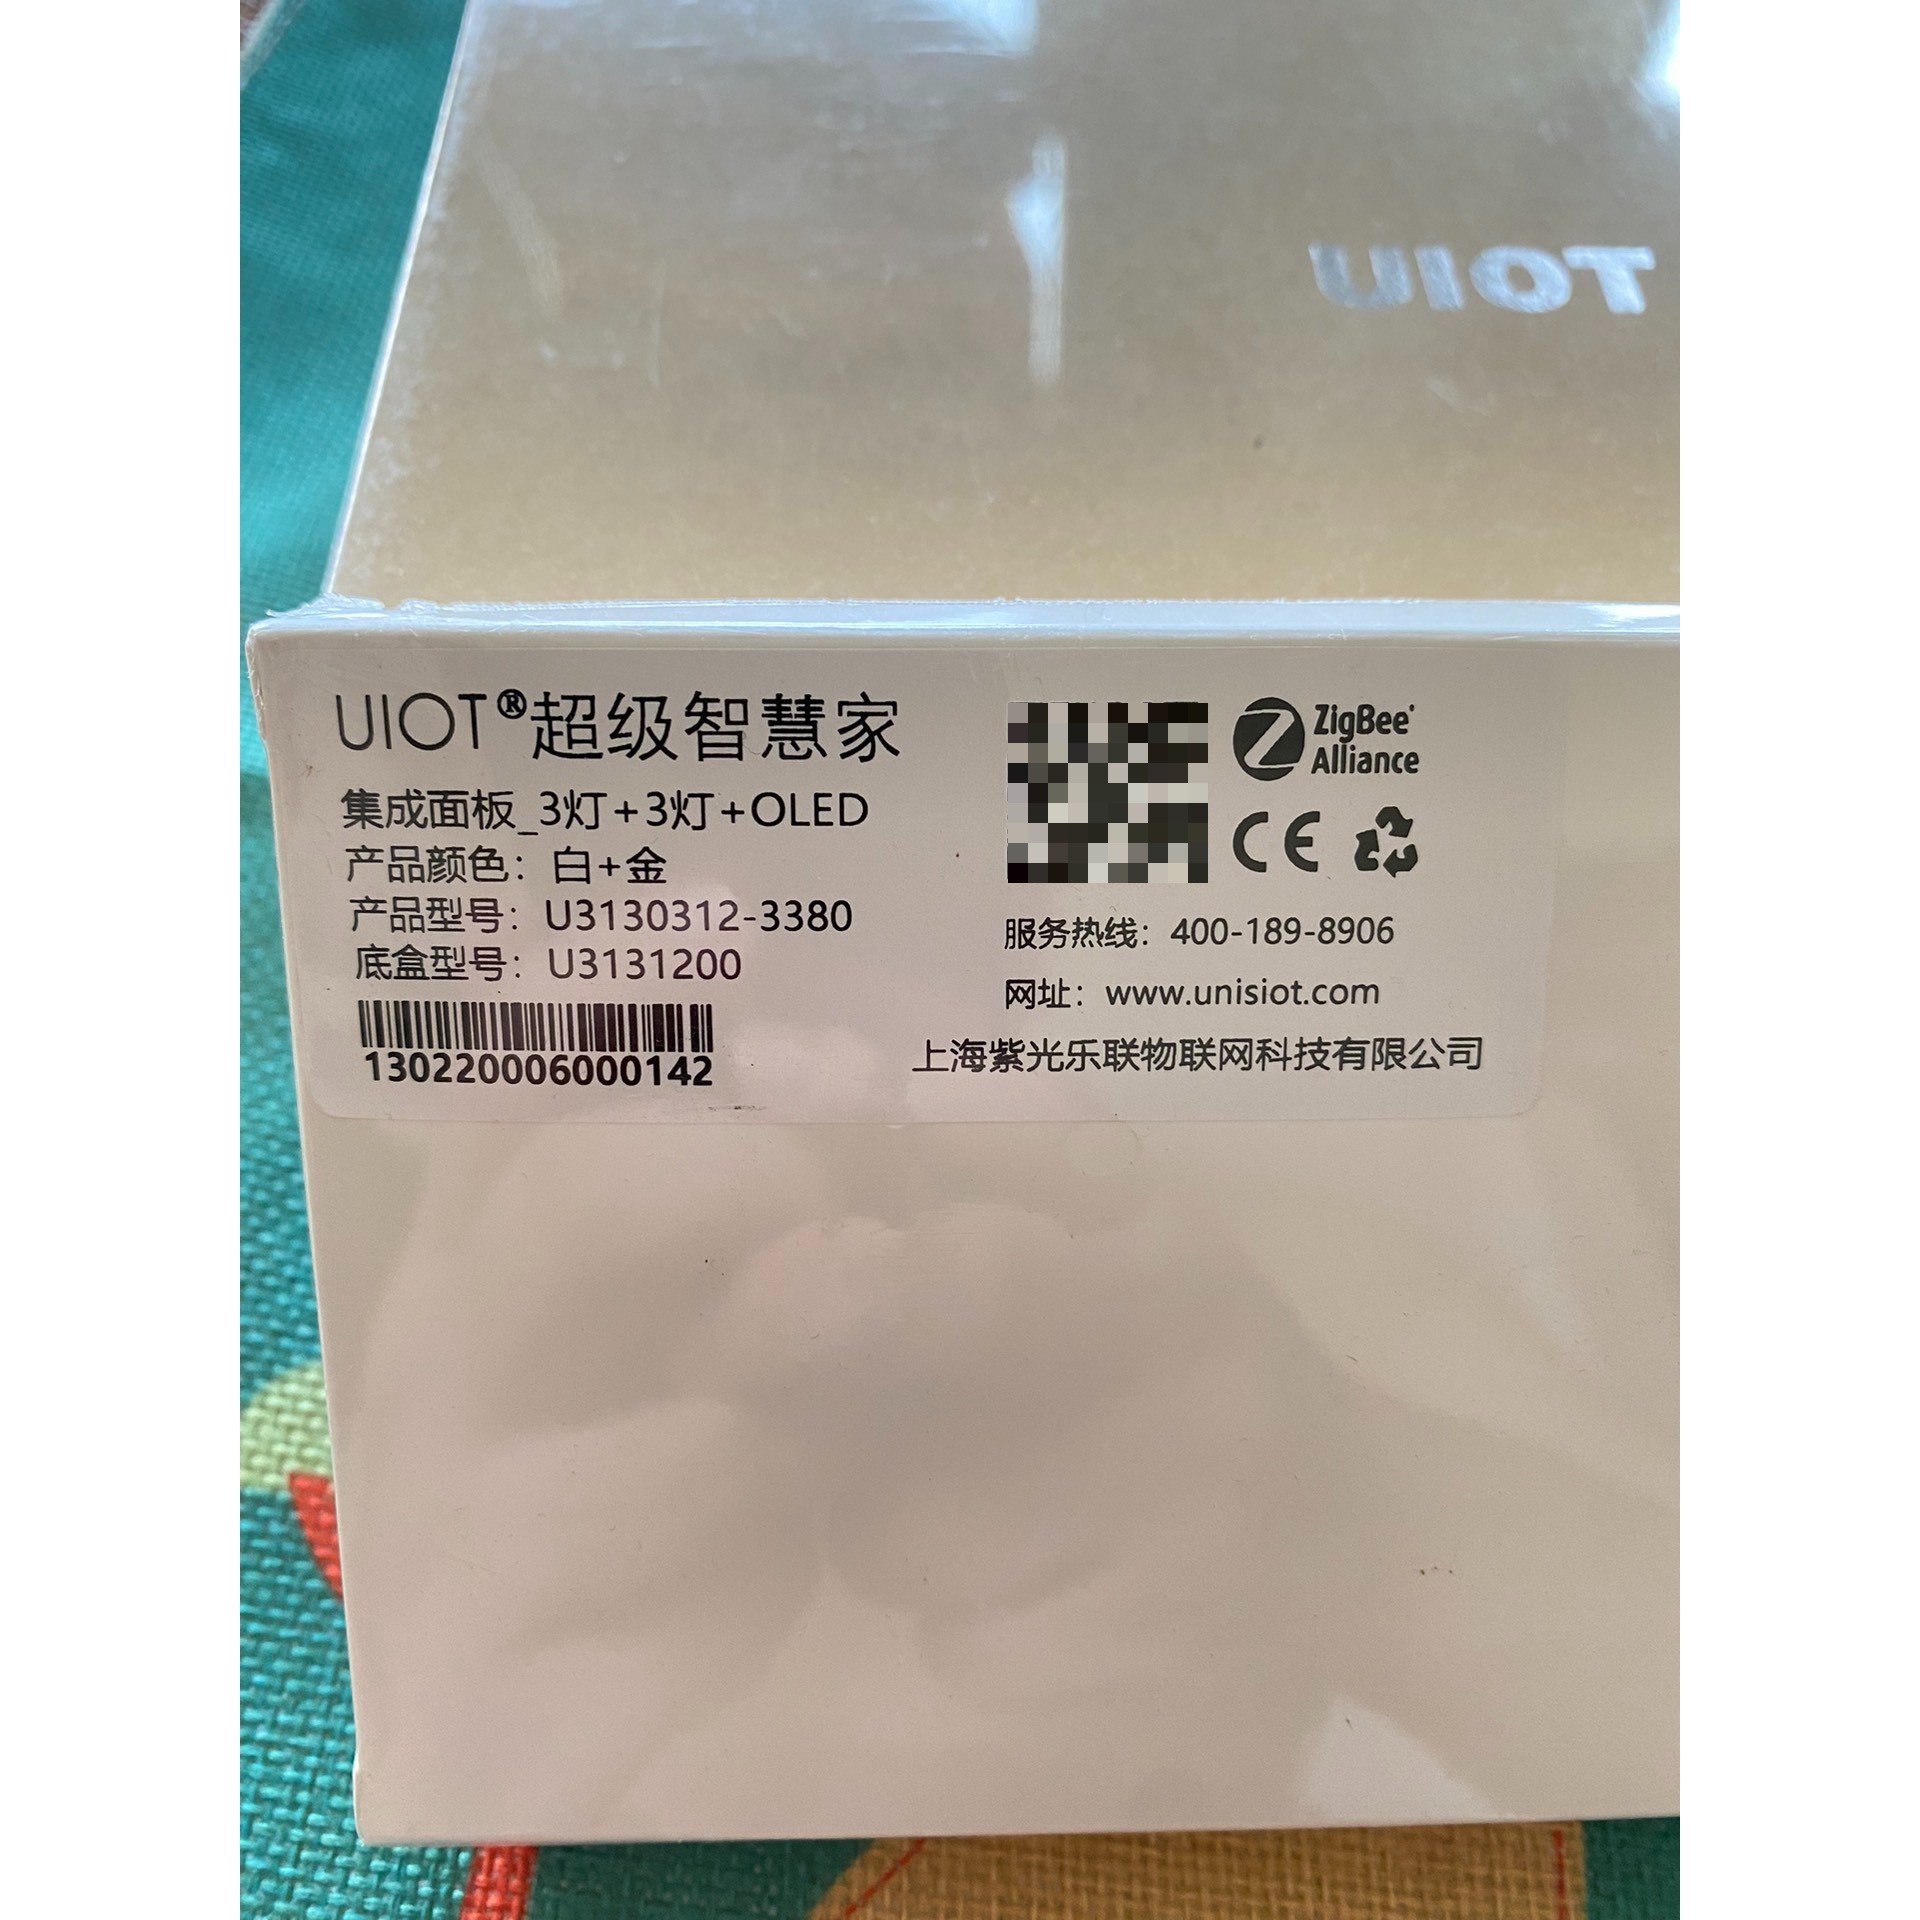 UIOT
UIOT®超级智慧家
集成面板_3灯+3灯+OLED
产品颜色：白+金
产品型号：U3130312-3380
底盒型号：U3131200
130220006000142
ZigBee'
Alliance
CE
服务热线：400-189-8906
网址：www.unisiot.com
上海紫光乐联物联网科技有限公司